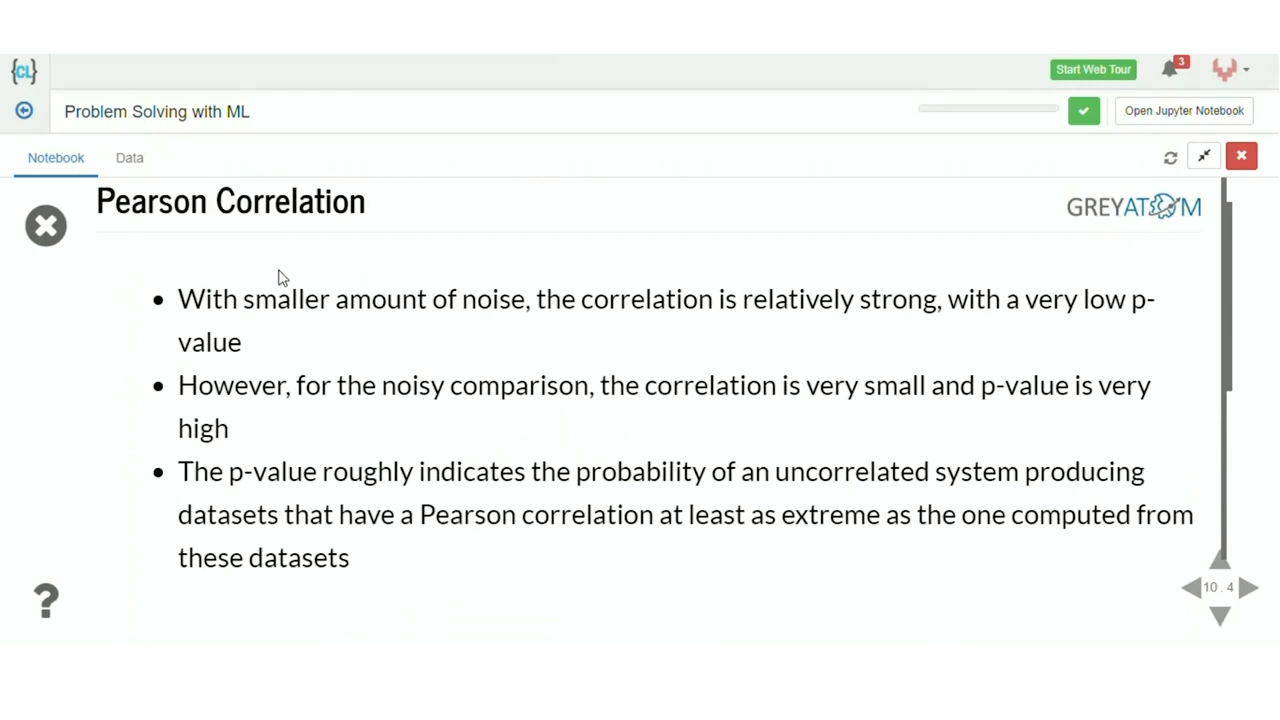 {CL}
Start Web Tour
3
Problem Solving with ML
Open Jupyter Notebook
Notebook
Data
Pearson Correlation
GREYATOM
With smaller amount of noise, the correlation is relatively strong, with a very low p-
value
However, for the noisy comparison, the correlation is very small and p-value is very
high
The p-value roughly indicates the probability of an uncorrelated system producing
datasets that have a Pearson correlation at least as extreme as the one computed from
these datasets
?
10 . 4